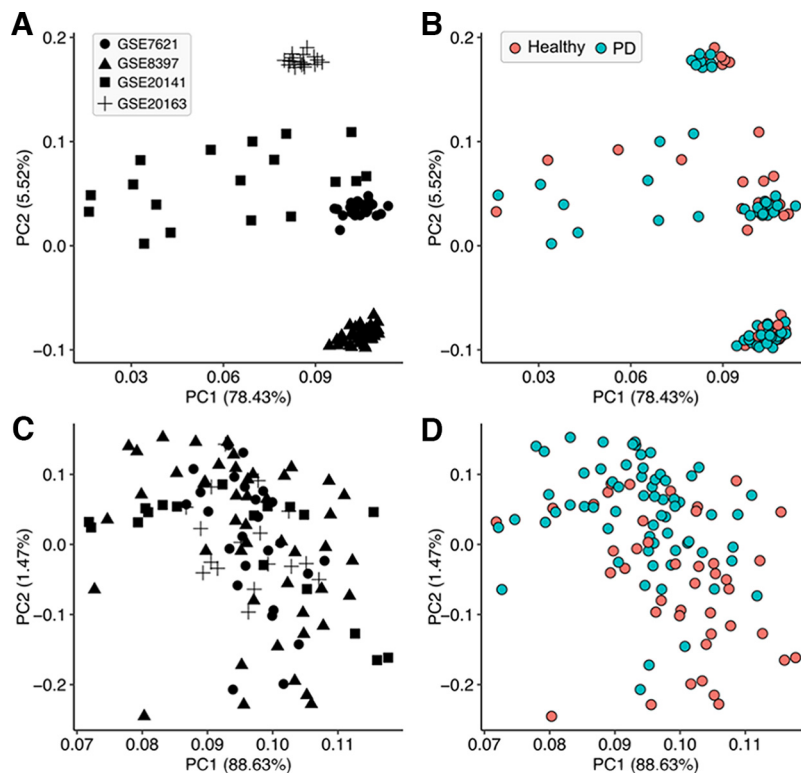 A
GSE7621
GSE8397
GSE20141
GSE20163
0.2
0.1
0.0
−0.1
PC2 (5.52%)
0.03
0.06
0.09
PC1 (78.43%)
B
Healthy
PD
0.2
0.1
0.0
−0.1
PC2 (5.52%)
0.03
0.06
0.09
PC1 (78.43%)
C
0.1
0.0
−0.1
−0.2
PC2 (1.47%)
0.07
0.08
0.09
0.10
0.11
PC1 (88.63%)
D
0.1
0.0
−0.1
−0.2
PC2 (1.47%)
0.07
0.08
0.09
0.10
0.11
PC1 (88.63%)